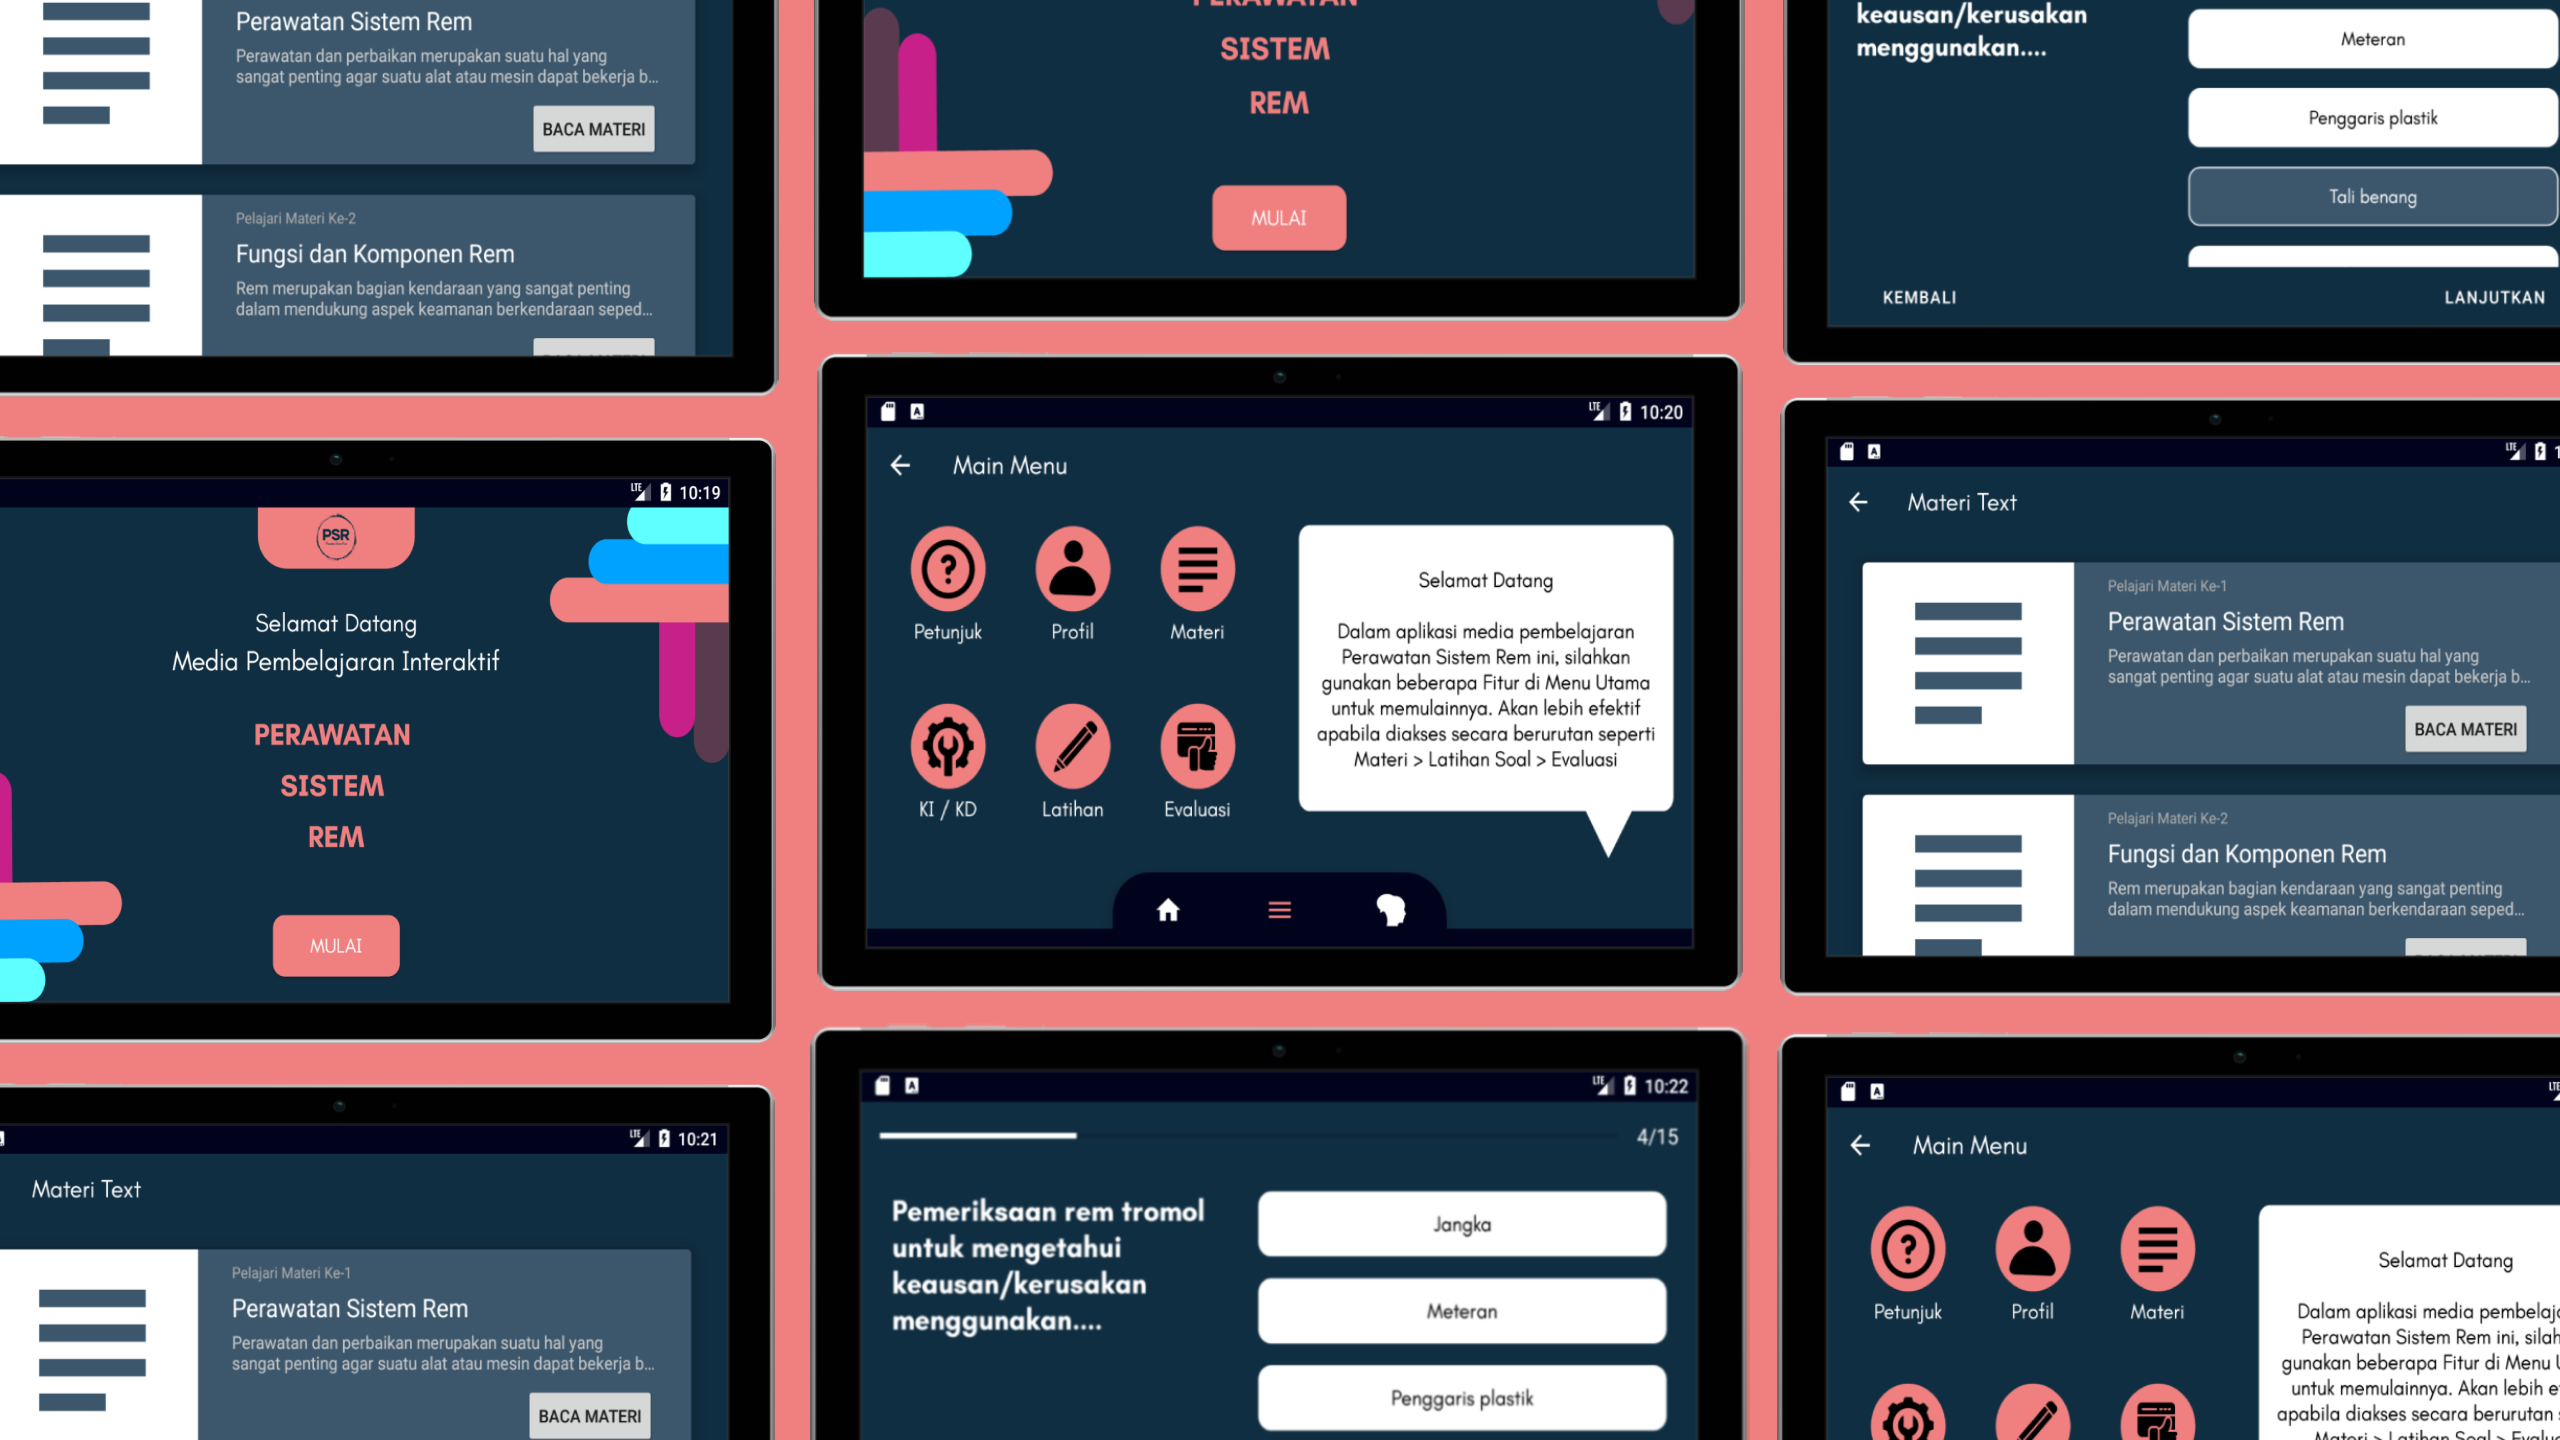 Perawatan Sistem Rem
Perawatan dan perbaikan merupakan suatu hal yang
sangat penting agar suatu alat atau mesin dapat bekerja b...
BACA MATERI
Pelajari Materi Ke-2
Fungsi dan Komponen Rem
Rem merupakan bagian kendaraan yang sangat penting
dalam mendukung aspek keamanan berkendaraan seped...
10:19
PSR
Selamat Datang
Media Pembelajaran Interaktif
PERAWATAN
SISTEM
REM
MULAI
10:21
Materi Text
Pelajari Materi Ke-1
Perawatan Sistem Rem
Perawatan dan perbaikan merupakan suatu hal yang
sangat penting agar suatu alat atau mesin dapat bekerja b...
BACA MATERI
PERAWATAN
SISTEM
REM
MULAI
A
LTE
10:20
Main Menu
Petunjuk
Profil
Materi
KI / KD
Latihan
Evaluasi
Selamat Datang
Dalam aplikasi media pembelajaran
Perawatan Sistem Rem ini, silahkan
gunakan beberapa Fitur di Menu Utama
untuk memulainnya. Akan lebih efektif
apabila diakses secara berurutan seperti
Materi > Latihan Soal > Evaluasi
A
LTE
10:22
4/15
Pemeriksaan rem tromol
untuk mengetahui
keausan/kerusakan
menggunakan....
Jangka
Meteran
Penggaris plastik
keausan/kerusakan
menggunakan....
Meteran
Penggaris plastik
Tali benang
KEMBALI
LANJUTKAN
A
LTE
Materi Text
Pelajari Materi Ke-1
Perawatan Sistem Rem
Perawatan dan perbaikan merupakan suatu hal yang
sangat penting agar suatu alat atau mesin dapat bekerja b...
BACA MATERI
Pelajari Materi Ke-2
Fungsi dan Komponen Rem
Rem merupakan bagian kendaraan yang sangat penting
dalam mendukung aspek keamanan berkendaraan seped...
A
LTE
Main Menu
Petunjuk
Profil
Materi
Selamat Datang
Dalam aplikasi media
Perawatan Sistem Rem ini,
gunakan beberapa Fitur di Menu
untuk memulainnya. Akan lebih
apabila diakses secara berurutan